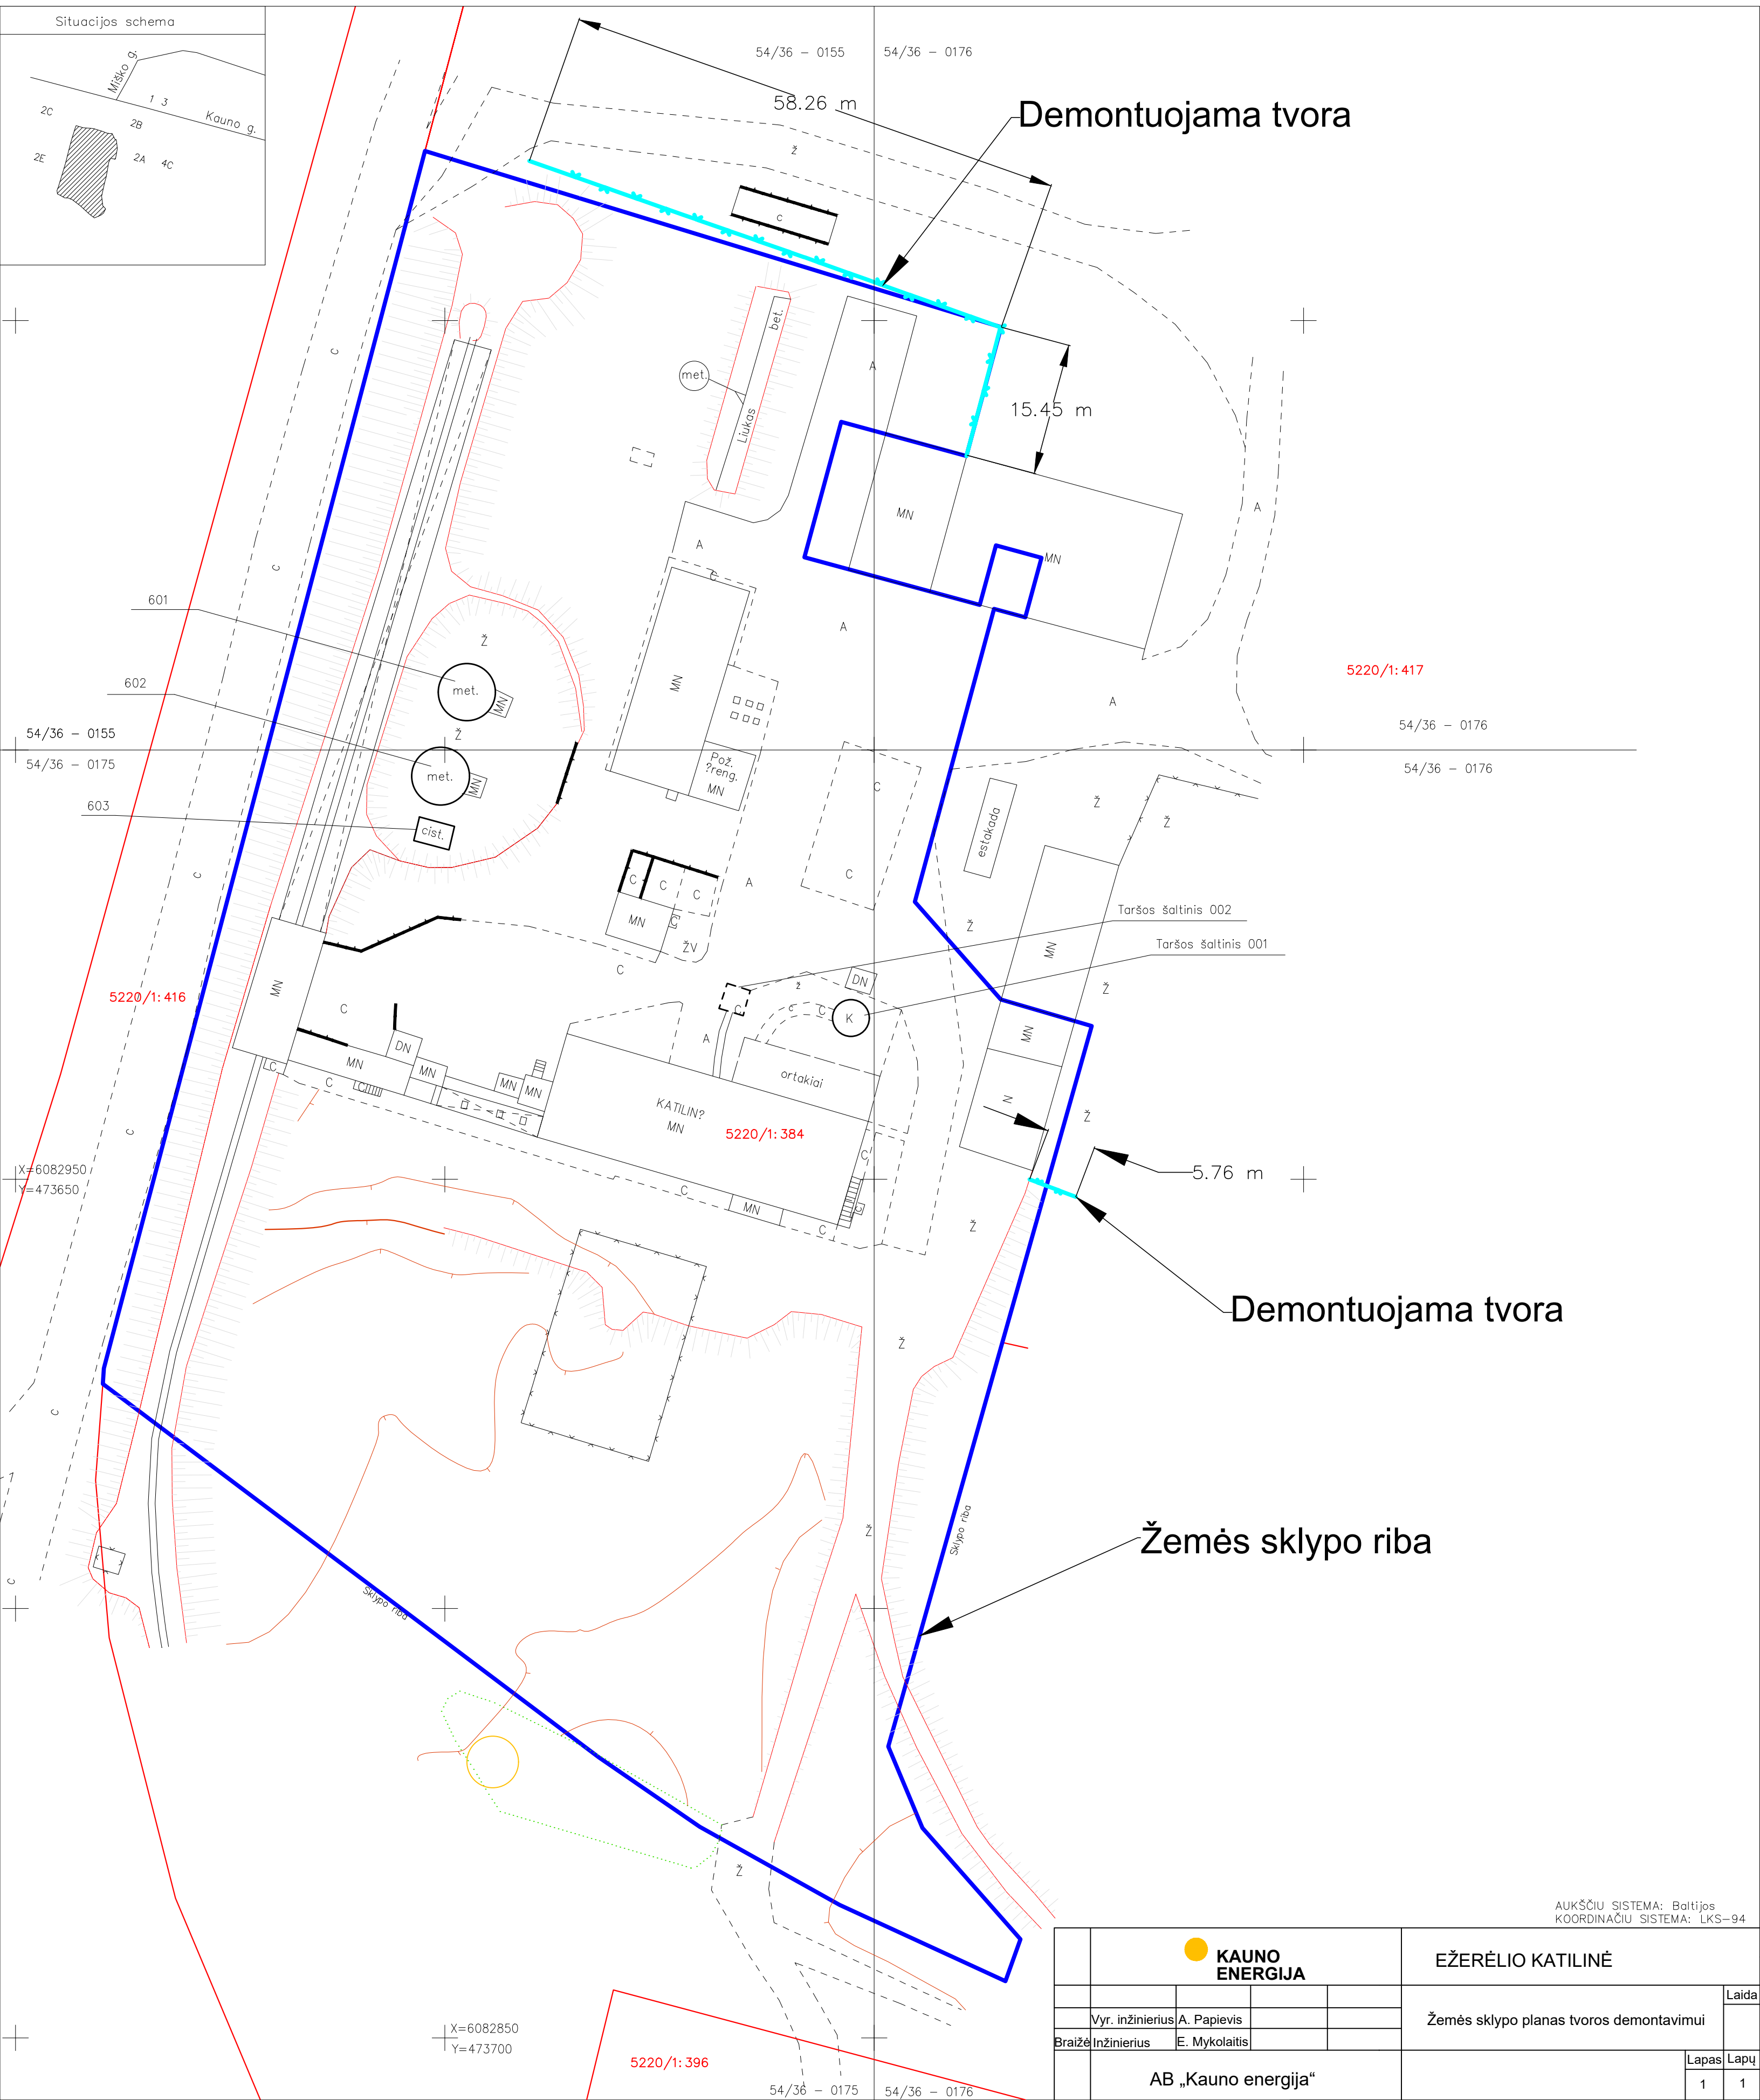 Situacijos schema
Miško g.
1 3
Kauno g.
2C
2B
2E
2A
4C
54/36 - 0155
54/36 - 0176
58.26 m
Demontuojama tvora
ž
c
C
bet.
met.
Liukas
A
15.45 m
MN
A
A
C
MN
C
601
Ž
A
5220/1:417
602
met.
MN
MN
A
54/36 - 0155
Ž
54/36 - 0176
54/36 - 0175
met.
MN
Pož.
?reng.
MN
54/36 - 0176
C
603
cist.
estakada
Ž
Ž
C
C
C
C
C
A
C
MN
C
ŽV
Ž
Taršos šaltinis 002
Taršos šaltinis 001
MN
C
MN
5220/1:416
C
DN
ž
Ž
C
c
C
K
A
MN
DN
MN
MN
C
C
C
MN
MN
ortakiai
KATILIN?
MN
5220/1:384
N
Ž
C
C
X=6082950
Y=473650
C
MN
C
C
Ž
5.76 m
Demontuojama tvora
Ž
C
Ž
Sklypo riba
Žemės sklypo riba
C
Sklypo riba
Ž
AUKŠČIU SISTEMA: Baltijos
KOORDINAČIU SISTEMA: LKS-94
KAUNO
ENERGIJA
EŽERĖLIO KATILINĖ
Laida
Vyr. inžinierius A. Papievis
Žemės sklypo planas tvoros demontavimui
Braižė Inžinierius E. Mykolaitis
X=6082850
Y=473700
5220/1:396
AB „Kauno energija“
Lapas Lapų
1 1
54/36 - 0175
54/36 - 0176